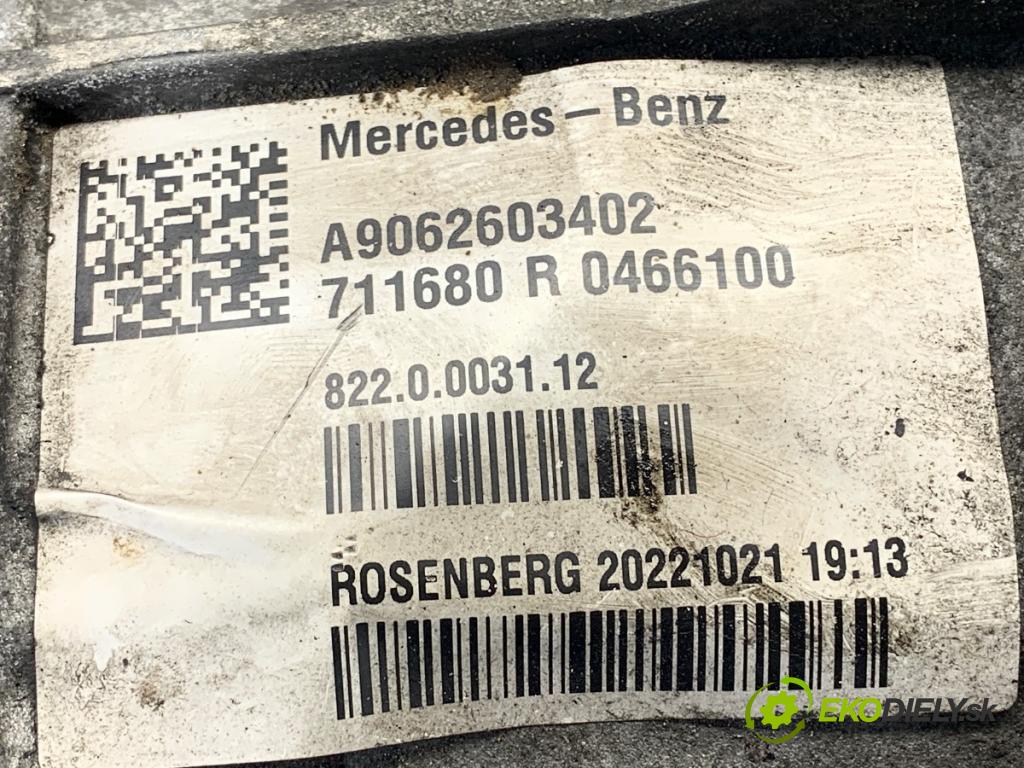 Mercedes-Benz
A9062603402
711680 R 0466100
822.0.0031.12
ROSENBERG 20221021 19:13
EKODIELY.sk